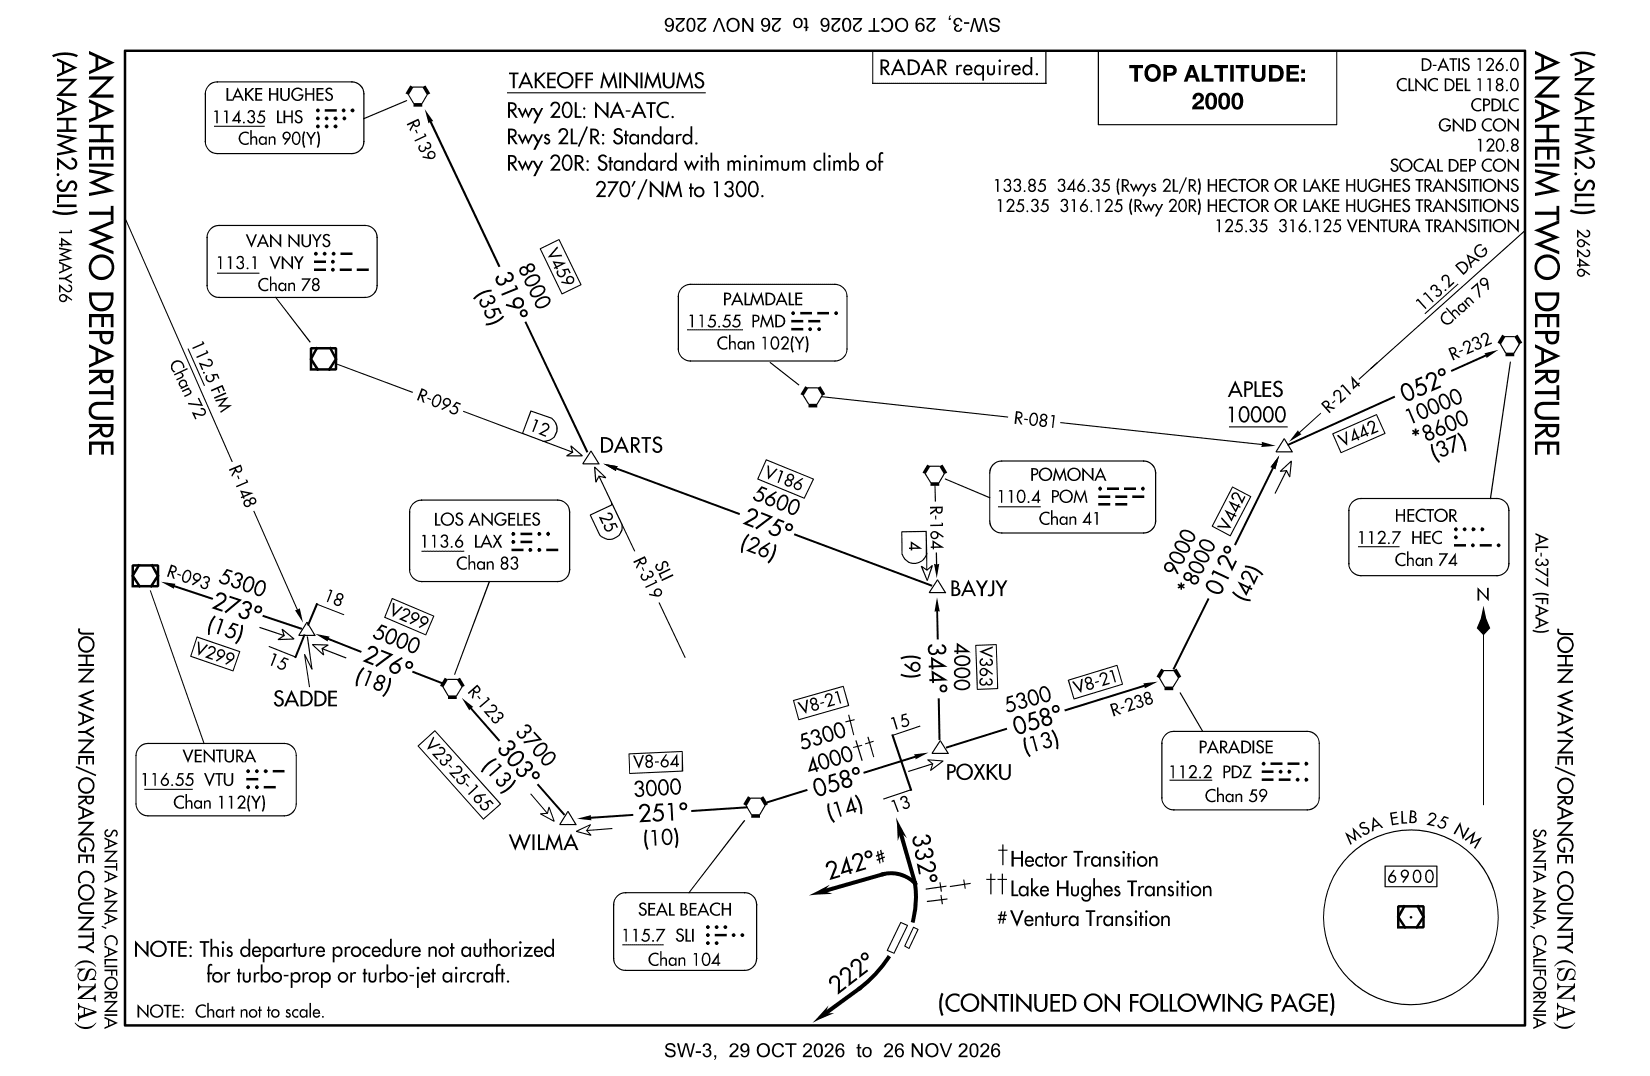 SW-3, 29 OCT 2026 to 26 NOV 2026
(ANAHM2.SLI) 14MAY26
ANAHEIM TWO DEPARTURE
JOHN WAYNE/ORANGE COUNTY (SNA)
SANTA ANA, CALIFORNIA
(ANAHM2.SLI) 26246
ANAHEIM TWO DEPARTURE
AL-377 (FAA)
JOHN WAYNE/ORANGE COUNTY (SNA)
SANTA ANA, CALIFORNIA
TAKEOFF MINIMUMS
Rwy 20L: NA-ATC.
Rwys 2L/R: Standard.
Rwy 20R: Standard with minimum climb of
270'/NM to 1300.
RADAR required.
TOP ALTITUDE:
2000
D-ATIS 126.0
CLNC DEL 118.0
CPDLC
GND CON
120.8
SOCAL DEP CON
133.85 346.35 (Rwys 2L/R) HECTOR OR LAKE HUGHES TRANSITIONS
125.35 316.125 (Rwy 20R) HECTOR OR LAKE HUGHES TRANSITIONS
125.35 316.125 VENTURA TRANSITION
LAKE HUGHES
114.35 LHS
Chan 90(Y)
R-139
V459
8000
319°
(35)
VAN NUYS
113.1 VNY
Chan 78
R-095
12
DARTS
25
SLI
R-319
112.5 FIM
Chan 72
R-148
PALMDALE
115.55 PMD
Chan 102(Y)
R-081
APLES
10000
113.2 DAG
Chan 79
R-214
R-232
052°
10000
*8600
(37)
V442
HECTOR
112.7 HEC
Chan 74
V186
5600
275°
(26)
POMONA
110.4 POM
Chan 41
R-164
4
BAYJY
V442
9000
*8000
012°
(42)
N
LOS ANGELES
113.6 LAX
Chan 83
R-093
5300
273°
(15)
V299
18
15
SADDE
V299
5000
276°
(18)
R-123
3700
303°
(13)
V23-25-165
WILMA
VENTURA
116.55 VTU
Chan 112(Y)
V8-64
3000
251°
(10)
V8-21
5300†
4000††
058°
(14)
15
13
V363
4000
344°
(9)
POXKU
5300
V8-21
058°
(13)
R-238
PARADISE
112.2 PDZ
Chan 59
SEAL BEACH
115.7 SLI
Chan 104
242°#
332°††
†
222°
†Hector Transition
††Lake Hughes Transition
#Ventura Transition
MSA ELB 25 NM
6900
NOTE: This departure procedure not authorized
for turbo-prop or turbo-jet aircraft.
NOTE: Chart not to scale.
(CONTINUED ON FOLLOWING PAGE)
SW-3, 29 OCT 2026 to 26 NOV 2026